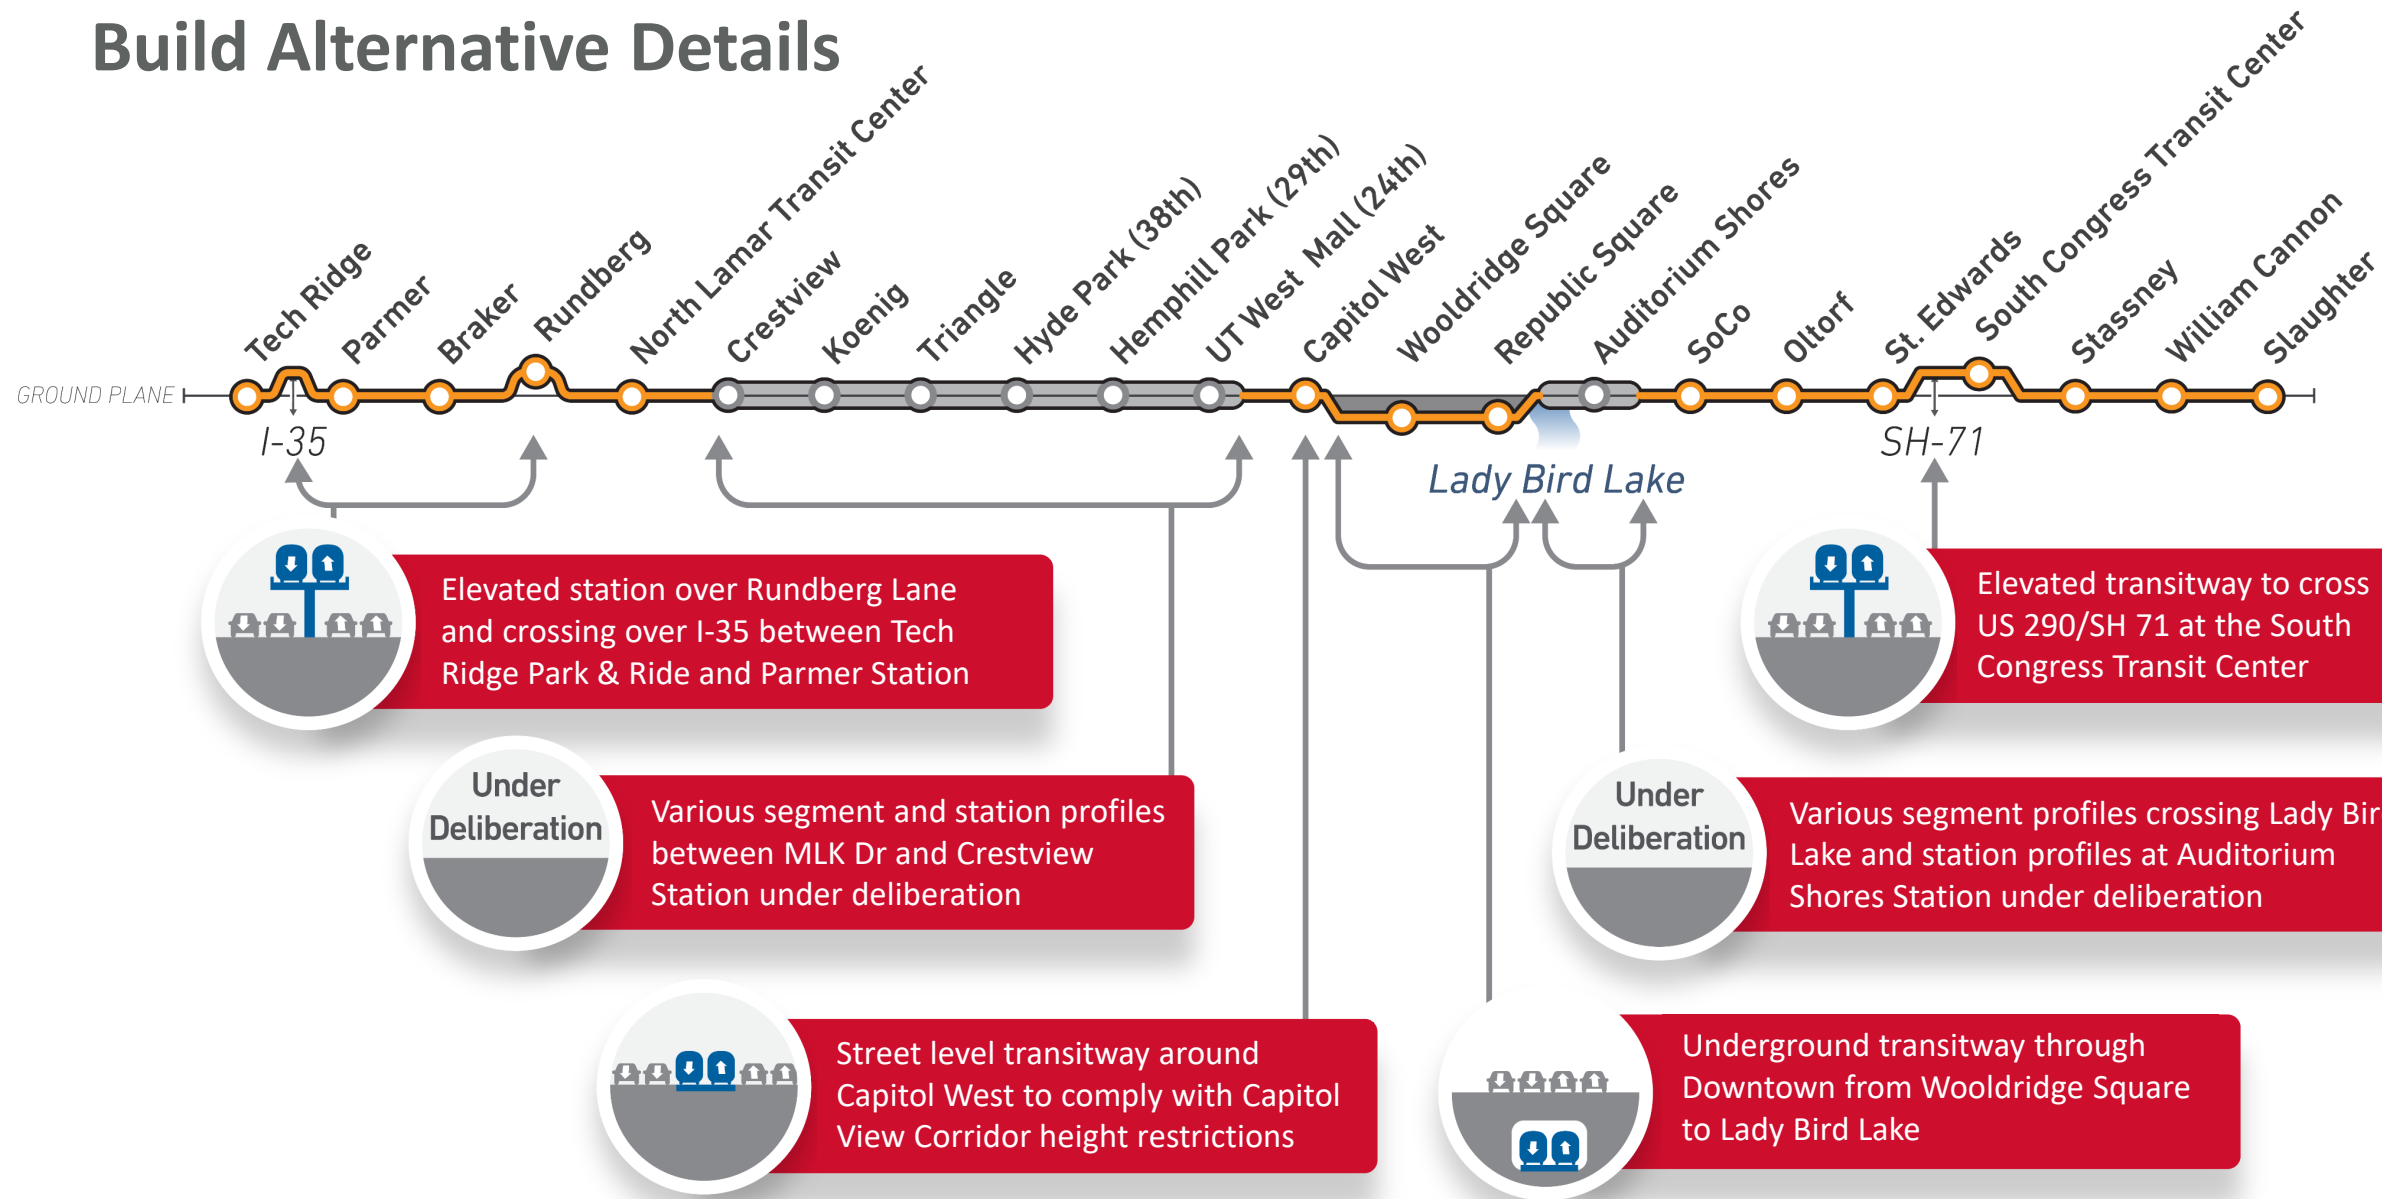 Build Alternative Details
Tech Ridge
Parmer
Braker
Rundberg
North Lamar Transit Center
Crestview
Koenig
Triangle
Hyde Park (38th)
Hemphill Park (29th)
UT West Mall (24th)
Capitol West
Wooldridge Square
Republic Square
Auditorium Shores
SoCo
Oltorf
St. Edwards
South Congress Transit Center
Stassney
William Cannon
Slaughter
GROUND PLANE
I-35
SH-71
Lady Bird Lake
Elevated station over Rundberg Lane
and crossing over I-35 between Tech
Ridge Park & Ride and Parmer Station
Elevated transitway to cross
US 290/SH 71 at the South
Congress Transit Center
Under
Deliberation
Various segment and station profiles
between MLK Dr and Crestview
Station under deliberation
Under
Deliberation
Various segment profiles crossing Lady Bir
Lake and station profiles at Auditorium
Shores Station under deliberation
Street level transitway around
Capitol West to comply with Capitol
View Corridor height restrictions
Underground transitway through
Downtown from Wooldridge Square
to Lady Bird Lake